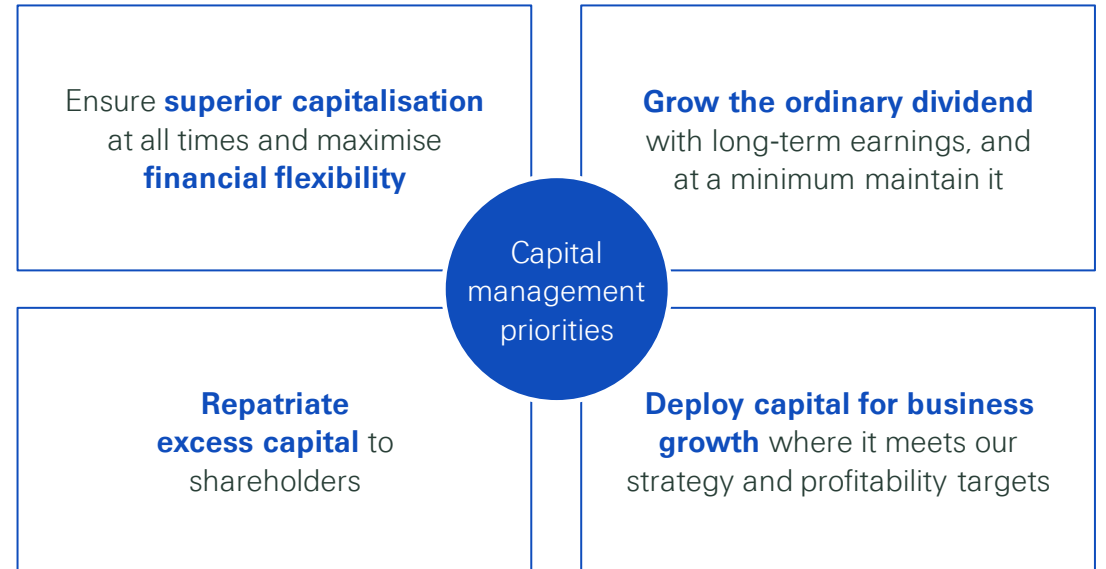 Ensure superior capitalisation
at all times and maximise
financial flexibility
Grow the ordinary dividend
with long-term earnings, and
at a minimum maintain it
Capital
management
priorities
Repatriate
excess capital to
shareholders
Deploy capital for business
growth where it meets our
strategy and profitability targets